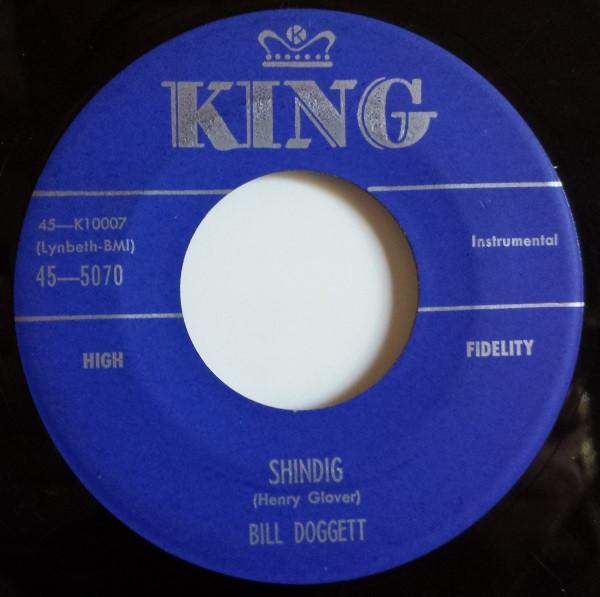 K
KING
45—K10007
(Lynbeth-BMI)
45—5070
Instrumental
HIGH
FIDELITY
SHINDIG
(Henry Glover)
BILL DOGGETT